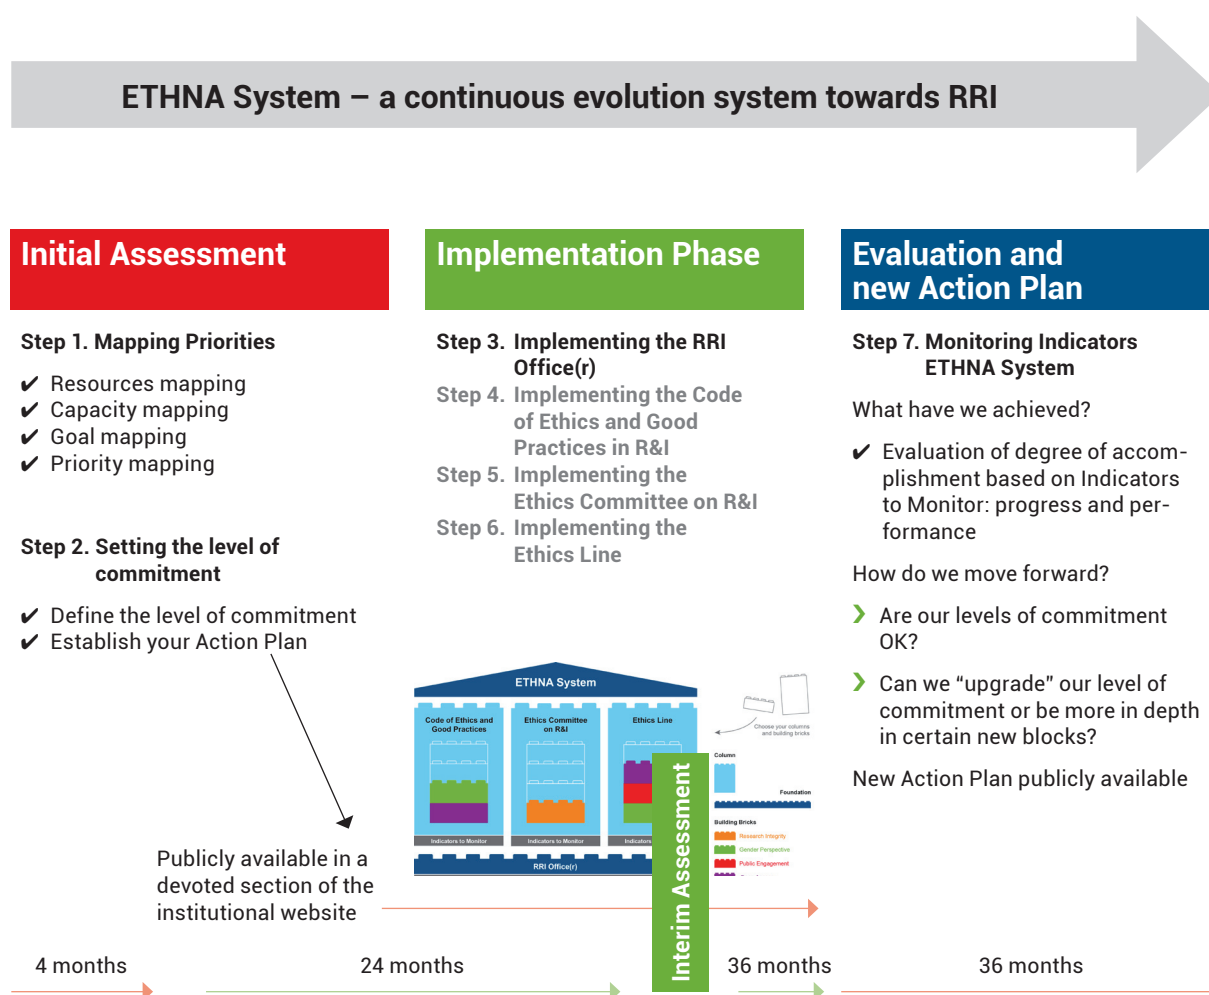 ETHNA System – a continuous evolution system towards RRI
Initial Assessment
Step 1. Mapping Priorities
✔ Resources mapping
✔ Capacity mapping
✔ Goal mapping
✔ Priority mapping
Step 2. Setting the level of
commitment
✔ Define the level of commitment
✔ Establish your Action Plan
Publicly available in a
devoted section of the
institutional website
Implementation Phase
Step 3. Implementing the RRI
Office(r)
Step 4. Implementing the Code
of Ethics and Good
Practices in R&I
Step 5. Implementing the
Ethics Committee on R&I
Step 6. Implementing the
Ethics Line
ETHNA System
Code of Ethics and
Good Practices
Ethics Committee
on R&I
Ethics Line
Indicators to Monitor
Indicators to Monitor
Indicators
RRI Office(r)
Choose your columns
and building bricks
Column
Foundation
Building Bricks
Research Integrity
Gender Perspective
Public Engagement
Interim Assessment
Evaluation and
new Action Plan
Step 7. Monitoring Indicators
ETHNA System
What have we achieved?
✔ Evaluation of degree of accom-
plishment based on Indicators
to Monitor: progress and per-
formance
How do we move forward?
❯ Are our levels of commitment
OK?
❯ Can we “upgrade” our level of
commitment or be more in depth
in certain new blocks?
New Action Plan publicly available
4 months
24 months
36 months
36 months